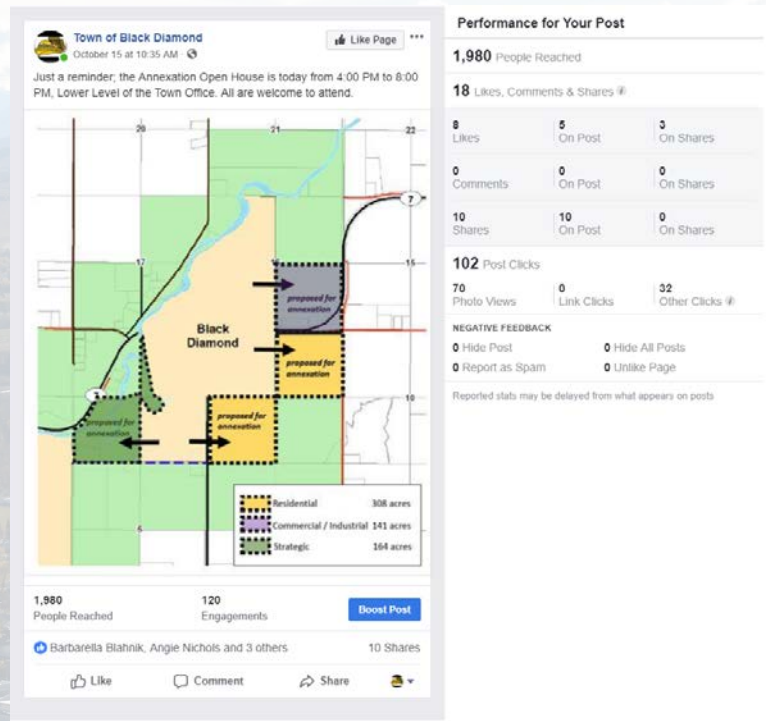 Town of Black Diamond
Like Page
October 15 at 10:35 AM
Just a reminder; the Annexation Open House is today from 4:00 PM to 8:00
PM, Lower Level of the Town Office. All are welcome to attend.
20
21
22
7
17
16
15
proposed for
annexation
Black
Diamond
proposed for
annexation
10
proposed for
annexation
proposed for
annexation
Residential 308 acres
Commercial / Industrial 141 acres
Strategic 164 acres
1,980
People Reached
120
Engagements
Boost Post
Barbarella Blahnik, Angie Nichols and 3 others
10 Shares
Like
Comment
Share
Performance for Your Post
1,980 People Reached
18 Likes, Comments & Shares
8
Likes
5
On Post
3
On Shares
0
Comments
0
On Post
0
On Shares
10
Shares
10
On Post
0
On Shares
102 Post Clicks
70
Photo Views
0
Link Clicks
32
Other Clicks
NEGATIVE FEEDBACK
0 Hide Post
0 Hide All Posts
0 Report as Spam
0 Unlike Page
Reported stats may be delayed from what appears on posts